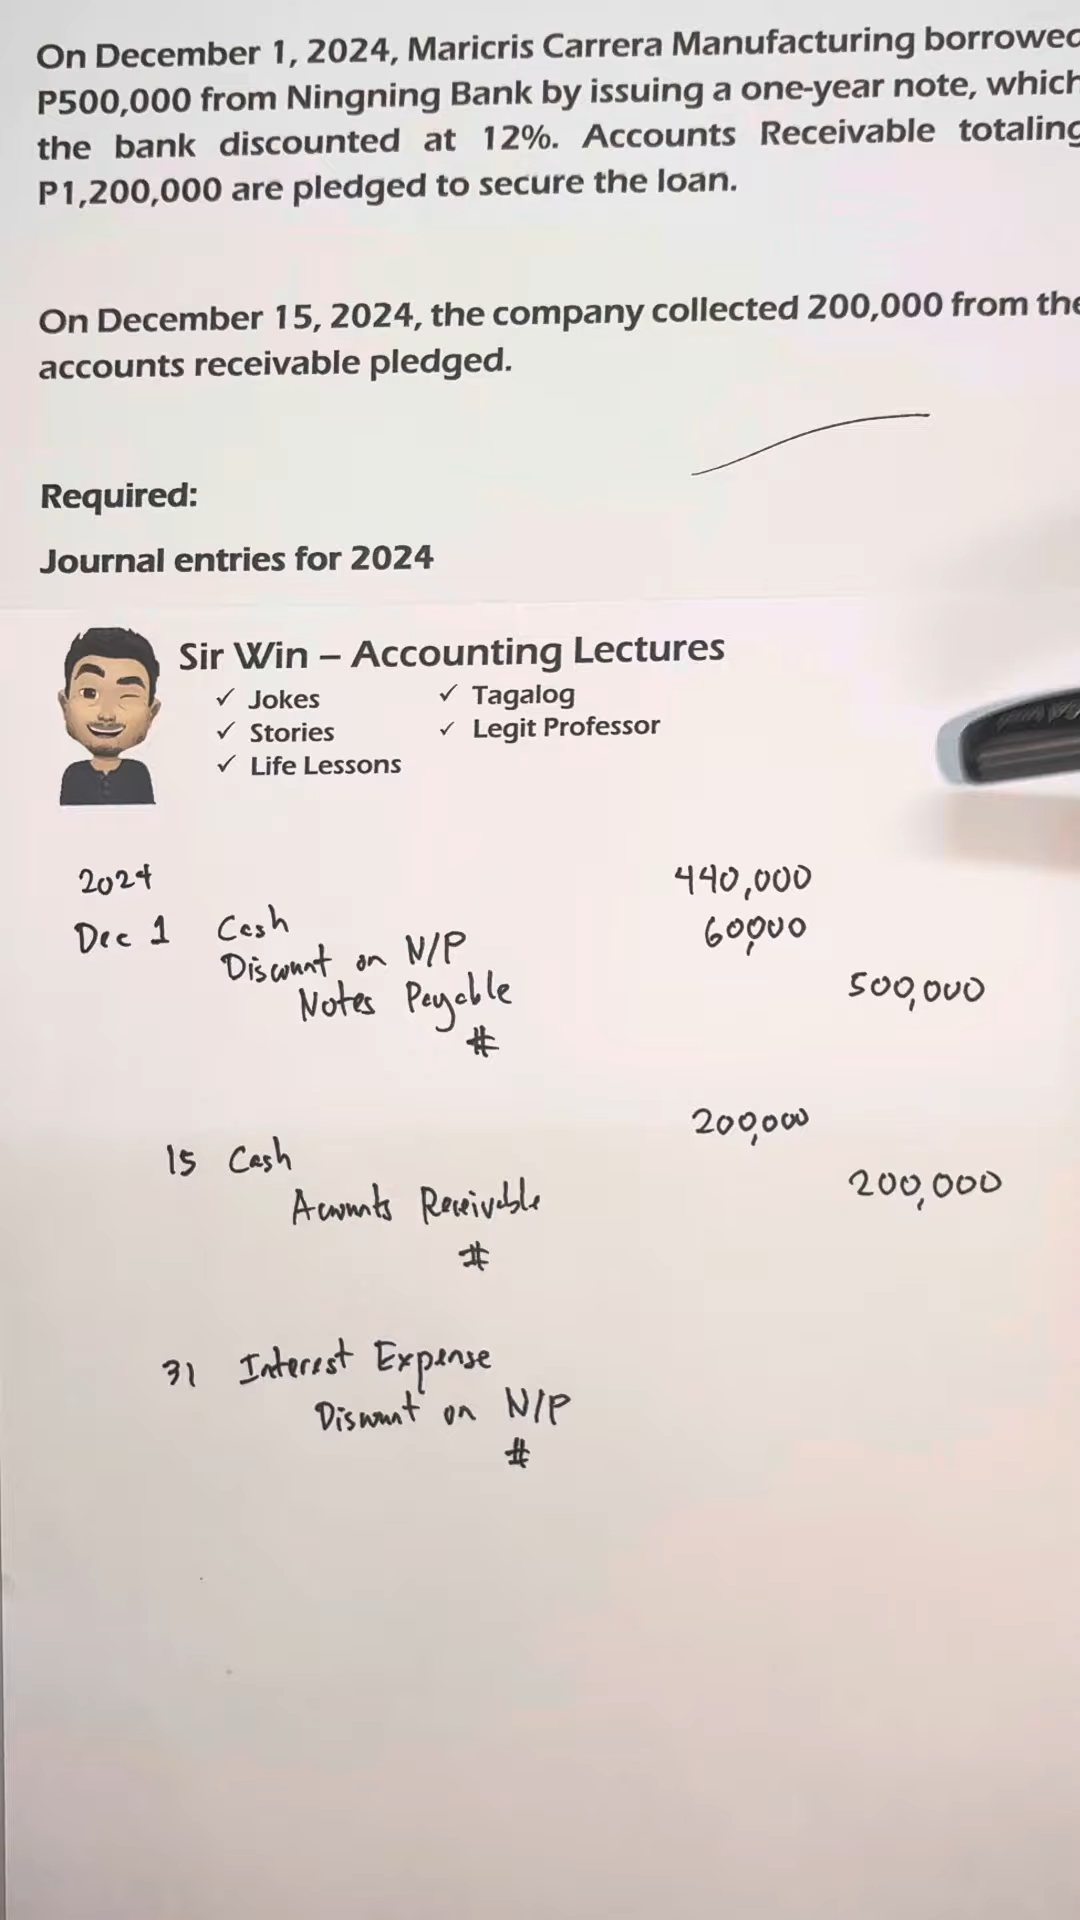 On December 1, 2024, Maricris Carrera Manufacturing borrowed
P500,000 from Ningning Bank by issuing a one-year note, which
the bank discounted at 12%. Accounts Receivable totaling
P1,200,000 are pledged to secure the loan.
On December 15, 2024, the company collected 200,000 from the
accounts receivable pledged.
Required:
Journal entries for 2024
Sir Win – Accounting Lectures
✓ Jokes ✓ Tagalog
✓ Stories ✓ Legit Professor
✓ Life Lessons
2024
Dec 1 Cash 440,000
Discount on N/P 60,000
Notes Payable 500,000
#
15 Cash 200,000
Accounts Receivable 200,000
#
31 Interest Expense
Discount on N/P
#